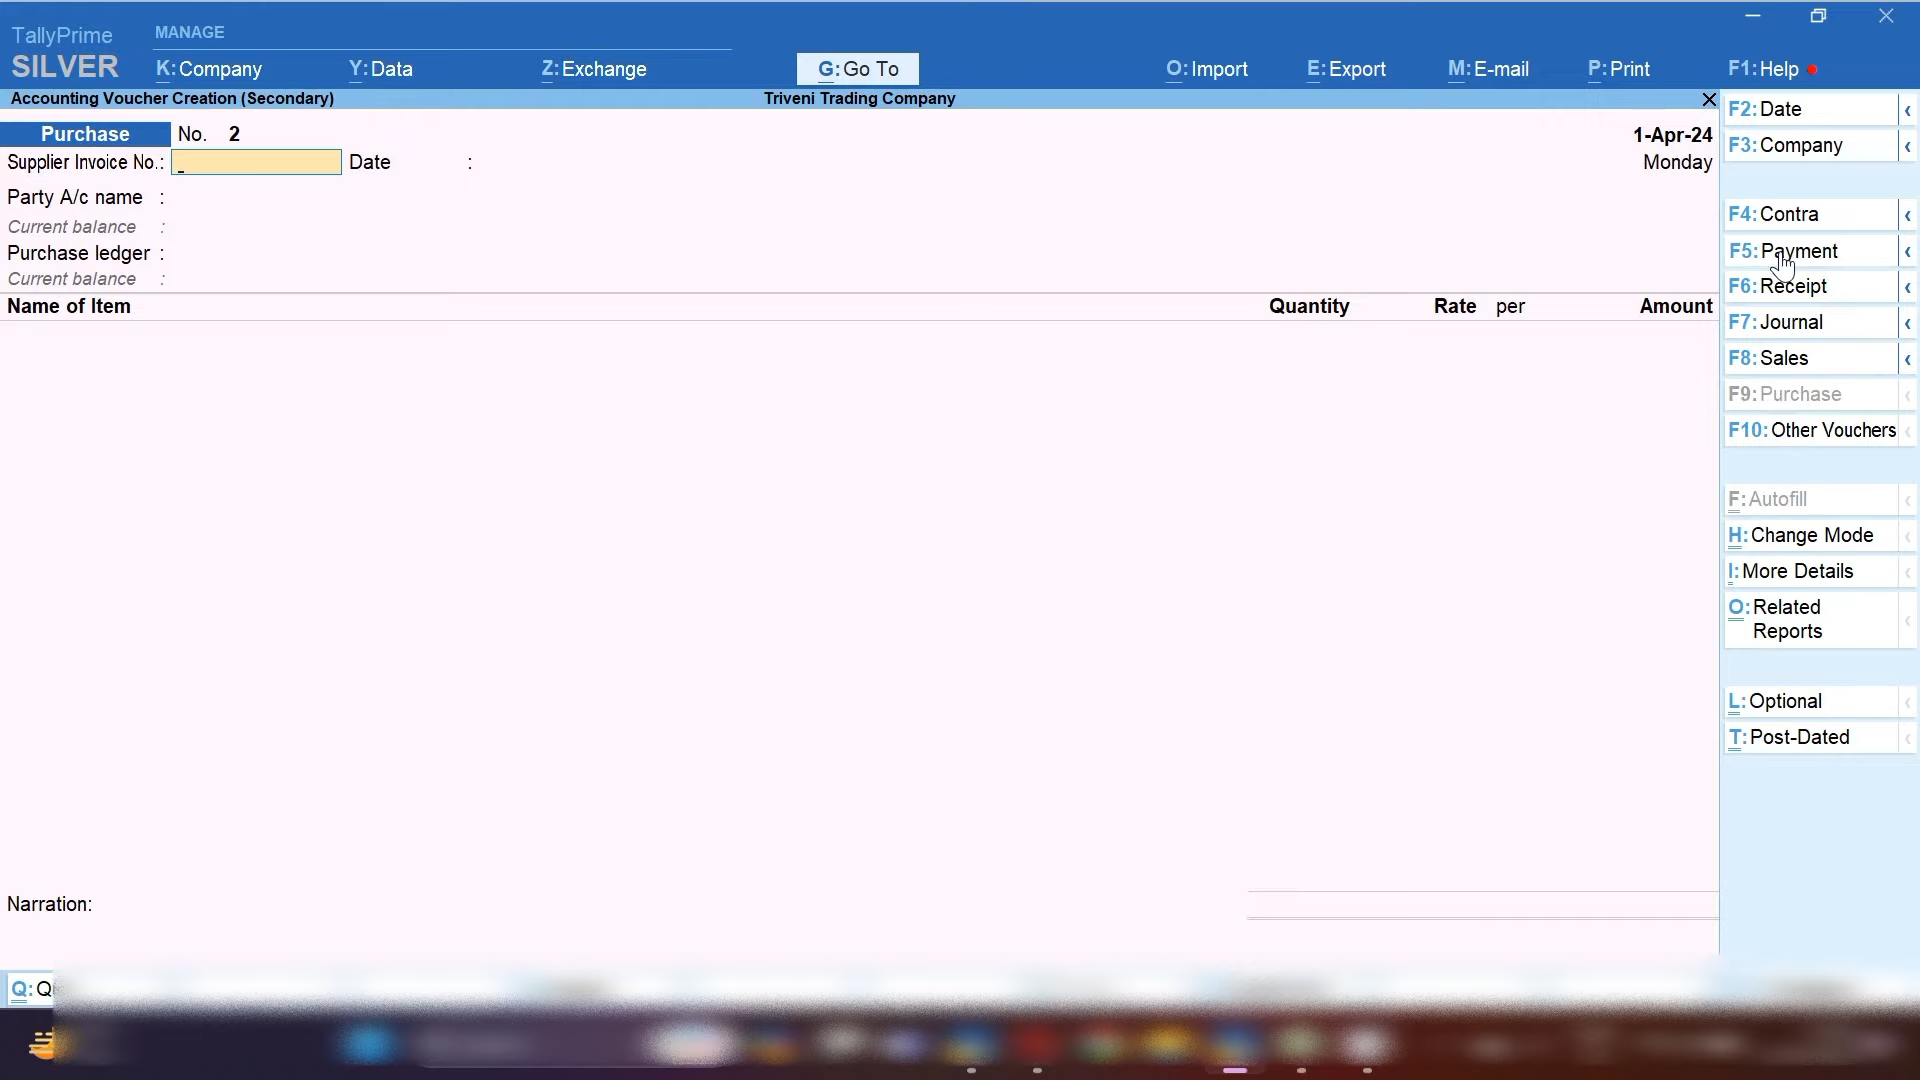 TallyPrime
SILVER
MANAGE
K:Company
Y:Data
Z:Exchange
G:Go To
O:Import
E:Export
M:E-mail
P:Print
F1:Help
Accounting Voucher Creation (Secondary)
Triveni Trading Company
Purchase No. 2
1-Apr-24
Supplier Invoice No.: Date :
Monday
Party A/c name :
Current balance :
Purchase ledger :
Current balance :
Name of Item Quantity Rate per Amount
Narration:
F2:Date
F3:Company
F4:Contra
F5:Payment
F6:Receipt
F7:Journal
F8:Sales
F9:Purchase
F10:Other Vouchers
F:Autofill
H:Change Mode
I:More Details
O:Related
Reports
L:Optional
T:Post-Dated
Q: